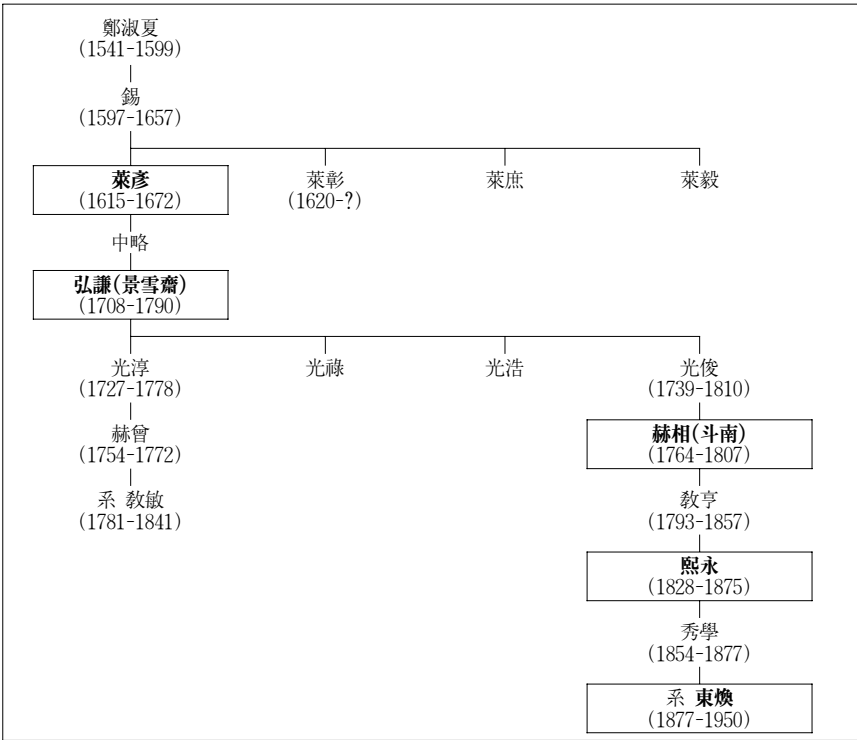 鄭淑夏
(1541-1599)
錫
(1597-1657)
萊彥 萊彰 萊庶 萊毅
(1615-1672) (1620-?)
中略
弘謙(景雪齋)
(1708-1790)
光淳 光祿 光浩 光俊
(1727-1778) (1739-1810)
赫曾 赫相(斗南)
(1754-1772) (1764-1807)
系 敎敏 敎亨
(1781-1841) (1793-1857)
熙永
(1828-1875)
秀學
(1854-1877)
系 東煥
(1877-1950)